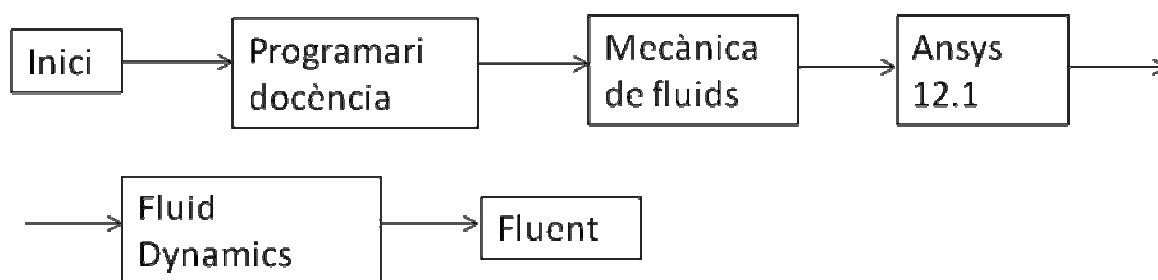 Inici
Programari
docència
Mecànica
de fluids
Ansys
12.1
Fluid
Dynamics
Fluent